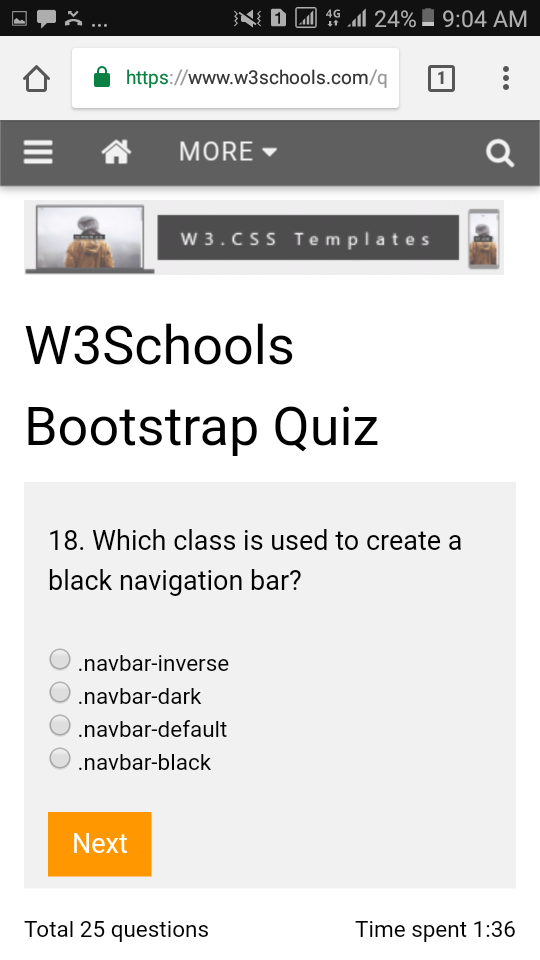 ... 1 4G 24% 9:04 AM
https://www.w3schools.com/q 1
MORE
W3.CSS Templates
W3Schools
Bootstrap Quiz
18. Which class is used to create a
black navigation bar?
.navbar-inverse
.navbar-dark
.navbar-default
.navbar-black
Next
Total 25 questions Time spent 1:36